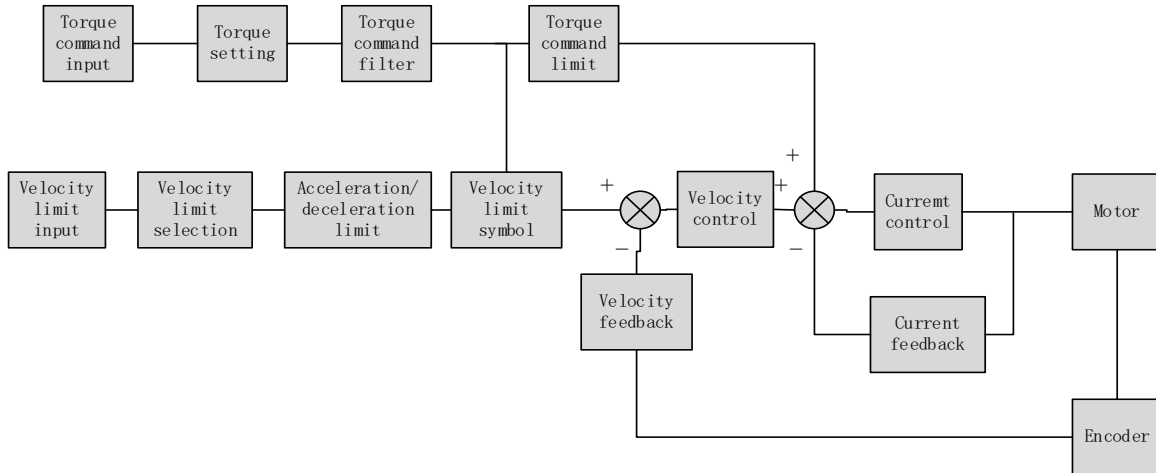 Torque
command
input
Torque
setting
Torque
command
filter
Torque
command
limit
Velocity
limit
input
Velocity
limit
selection
Acceleration/
deceleration
limit
Velocity
limit
symbol
+
−
Velocity
control
+
+
−
Curremt
control
Motor
Velocity
feedback
Current
feedback
Encoder